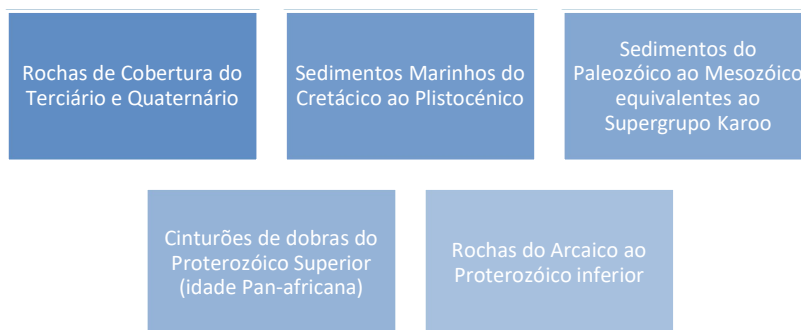 Rochas de Cobertura do
Terciário e Quaternário
Sedimentos Marinhos do
Cretácico ao Plistocénico
Sedimentos do
Paleozóico ao Mesozóico
equivalentes ao
Supergrupo Karoo
Cinturões de dobras do
Proterozóico Superior
(idade Pan-africana)
Rochas do Arcaico ao
Proterozóico inferior